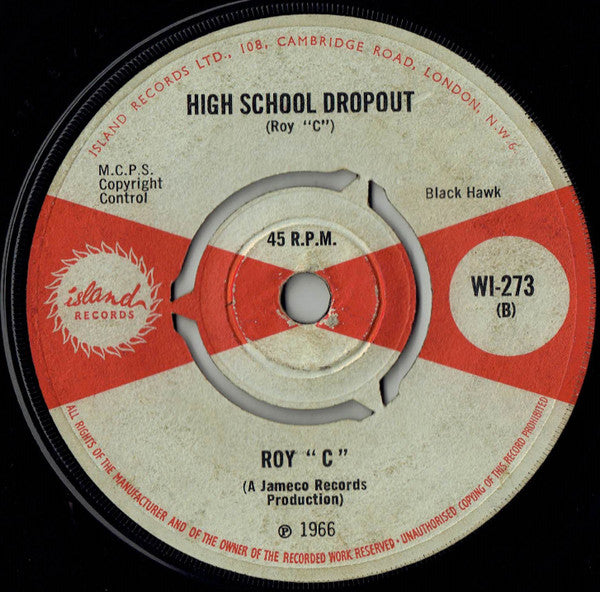 ISLAND RECORDS LTD., 108, CAMBRIDGE ROAD, LONDON, N.W.6
HIGH SCHOOL DROPOUT
(Roy "C")
M.C.P.S.
Copyright
Control
Black Hawk
45 R.P.M.
island
RECORDS
WI-273
(B)
ROY "C"
(A Jameco Records
Production)
℗ 1966
ALL RIGHTS OF THE MANUFACTURER AND OF THE OWNER OF THE RECORDED WORK RESERVED · UNAUTHORISED COPYING OF THIS RECORD PROHIBITED